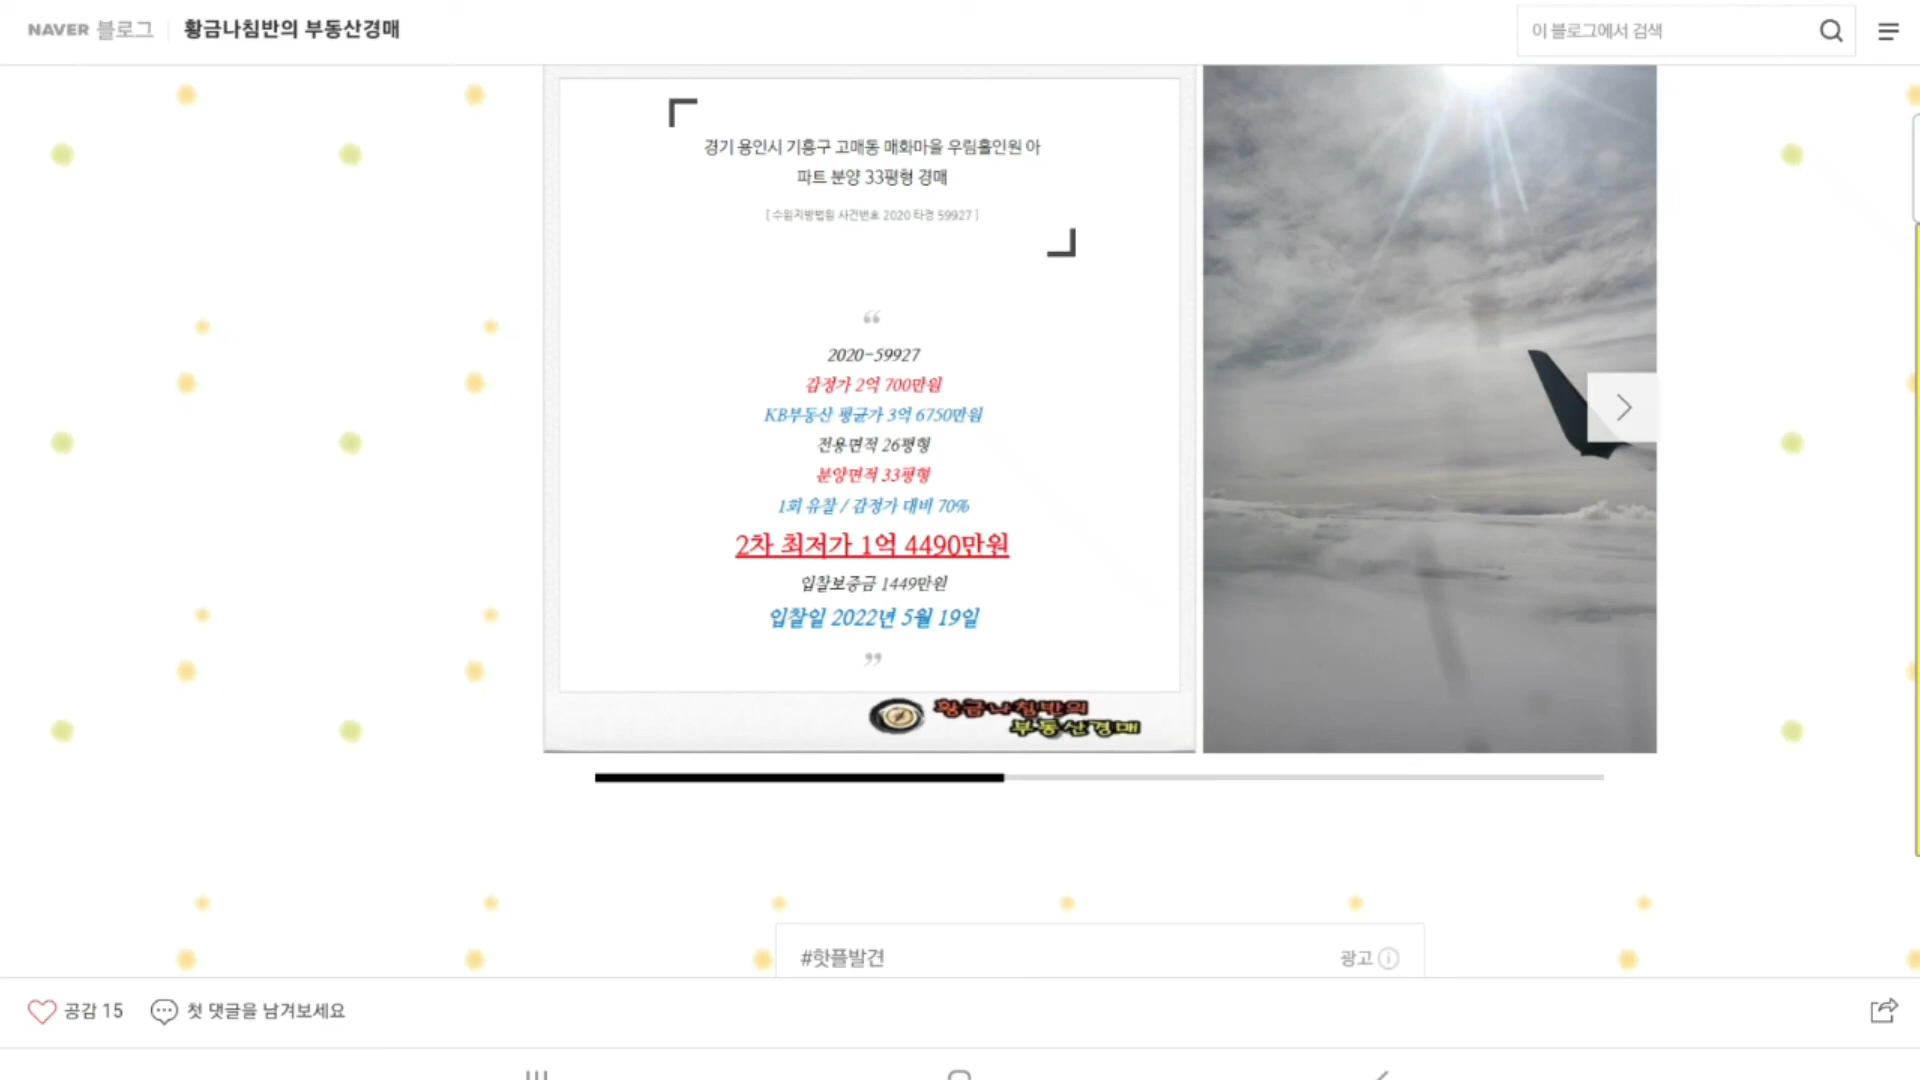 NAVER 블로그
황금나침반의 부동산경매
이 블로그에서 검색
경기 용인시 기흥구 고매동 매화마을 우림홀인원 아
파트 분양 33평형 경매
[ 수원지방법원 사건번호 2020 타경 59927 ]
“
2020-59927
감정가 2억 700만원
KB부동산 평균가 3억 6750만원
전용면적 26평형
분양면적 33평형
1회 유찰 / 감정가 대비 70%
2차 최저가 1억 4490만원
입찰보증금 1449만원
입찰일 2022년 5월 19일
”
황금나침반의
부동산경매
#핫플발견
광고
공감 15
첫 댓글을 남겨보세요